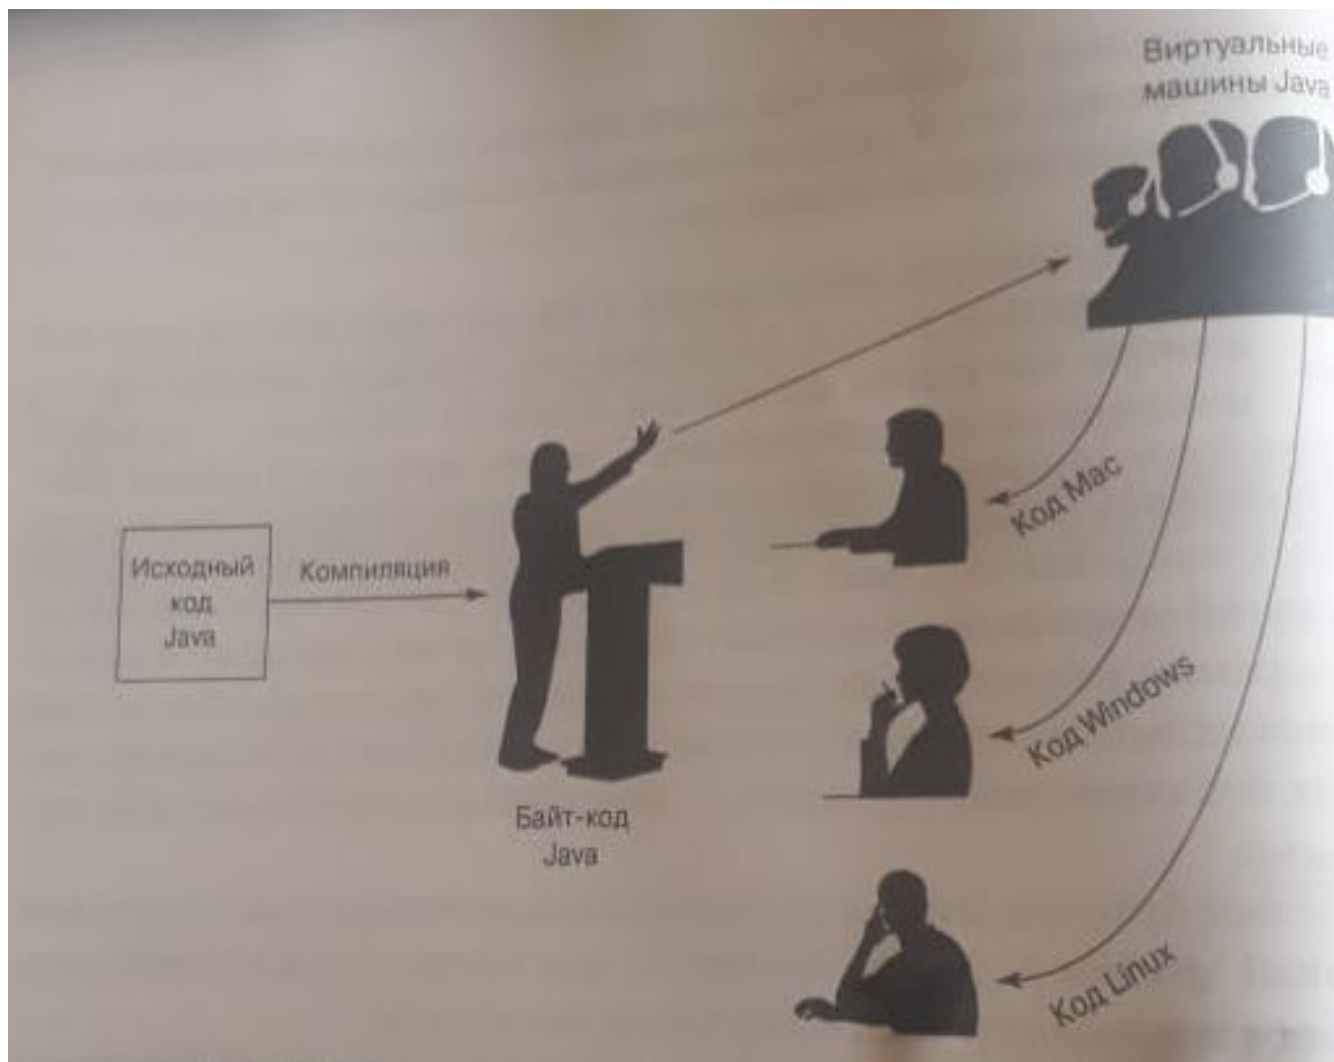 Виртуальные
машины Java
Код Mac
Исходный
код
Java
Компиляция
Код Windows
Байт-код
Java
Код Linux